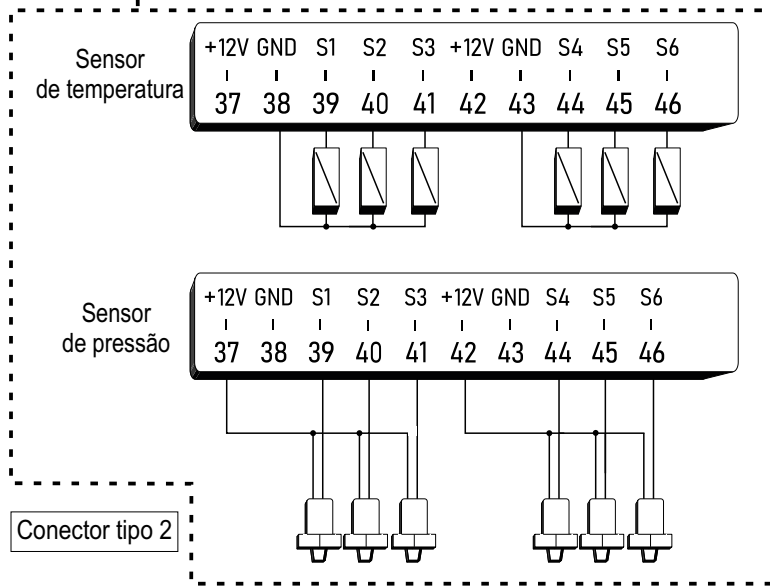 Sensor
de temperatura
+12V GND S1 S2 S3 +12V GND S4 S5 S6
37 38 39 40 41 42 43 44 45 46
Sensor
de pressão
+12V GND S1 S2 S3 +12V GND S4 S5 S6
37 38 39 40 41 42 43 44 45 46
Conector tipo 2